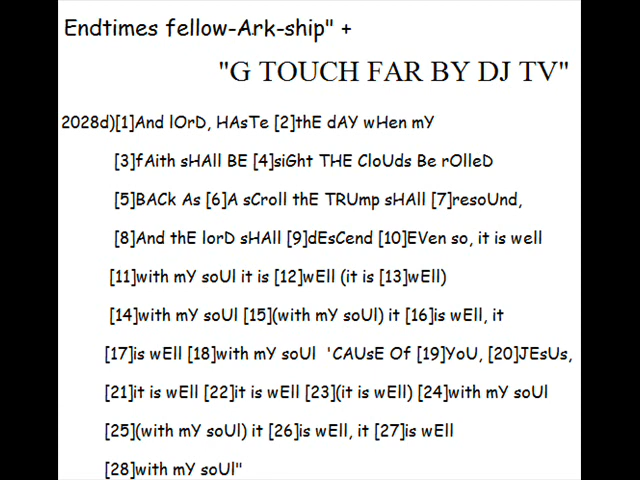 Endtimes fellow-Ark-ship" +
"G TOUCH FAR BY DJ TV"
2028d)[1]And lOrD, HAsTe [2]thE dAY wHen mY
[3]fAith sHAll BE [4]siGht THE CloUds Be rOlleD
[5]BACk As [6]A sCroll thE TRUmp sHAll [7]resoUnd,
[8]And thE lorD sHAll [9]dEsCend [10]EVen so, it is well
[11]with mY soUl it is [12]wEll (it is [13]wEll)
[14]with mY soUl [15](with mY soUl) it [16]is wEll, it
[17]is wEll [18]with mY soUl 'CAUsE Of [19]YoU, [20]JEsUs,
[21]it is wEll [22]it is wEll [23](it is wEll) [24]with mY soUl
[25](with mY soUl) it [26]is wEll, it [27]is wEll
[28]with mY soUl"